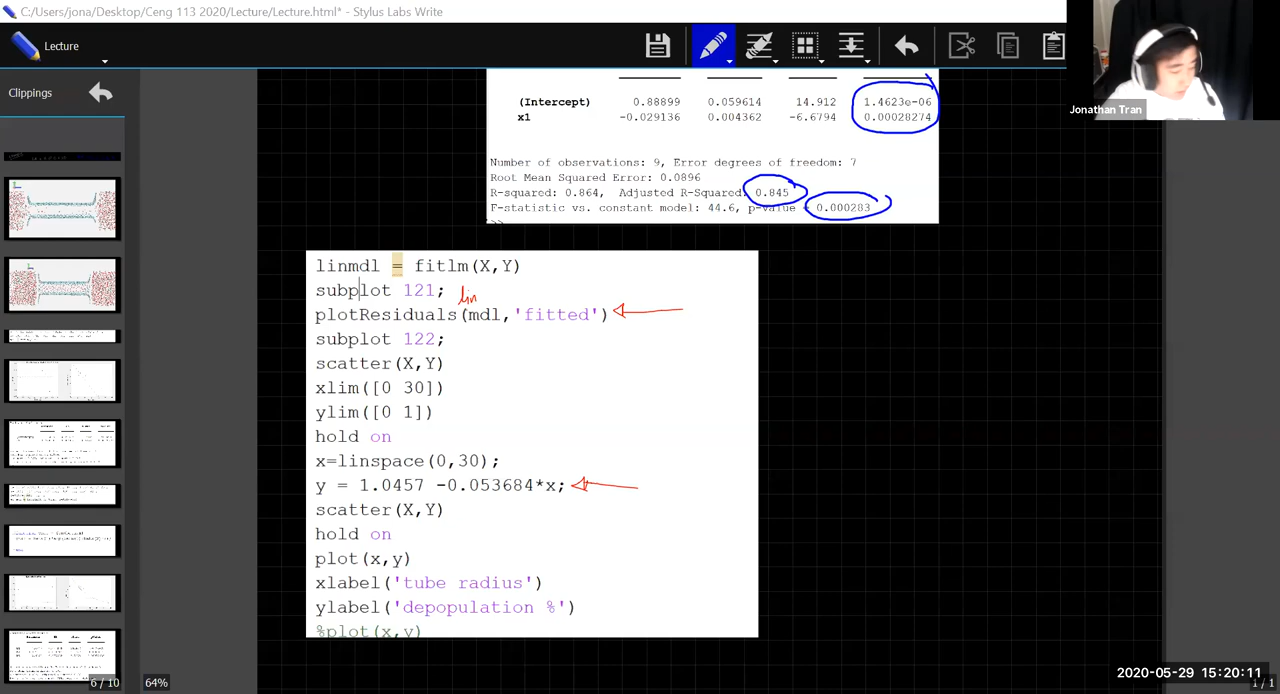 C:/Users/jona/Desktop/Ceng 113 2020/Lecture/Lecture.html* - Stylus Labs Write
Lecture
Clippings
Jonathan Tran
(Intercept) 0.88899 0.059614 14.912 1.4623e-06
x1 -0.029136 0.004362 -6.6794 0.00028274
Number of observations: 9, Error degrees of freedom: 7
Root Mean Squared Error: 0.0896
R-squared: 0.864, Adjusted R-Squared 0.845
F-statistic vs. constant model: 44.6, p-value 0.000283
>>
linmdl = fitlm(X,Y)
subplot 121;
lin
plotResiduals(mdl,'fitted')
subplot 122;
scatter(X,Y)
xlim([0 30])
ylim([0 1])
hold on
x=linspace(0,30);
y = 1.0457 -0.053684*x;
scatter(X,Y)
hold on
plot(x,y)
xlabel('tube radius')
ylabel('depopulation %')
%plot(x,y)
6 / 10
64%
2020-05-29 15:20:11
1 / 1